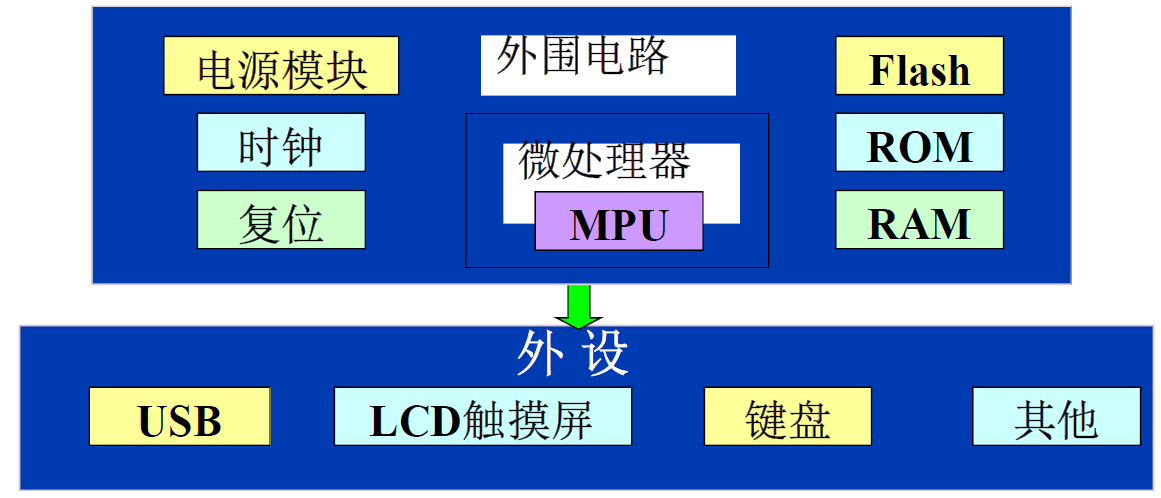 电源模块
外围电路
Flash
时钟
微处理器
ROM
复位
MPU
RAM
外 设
USB
LCD触摸屏
键盘
其他